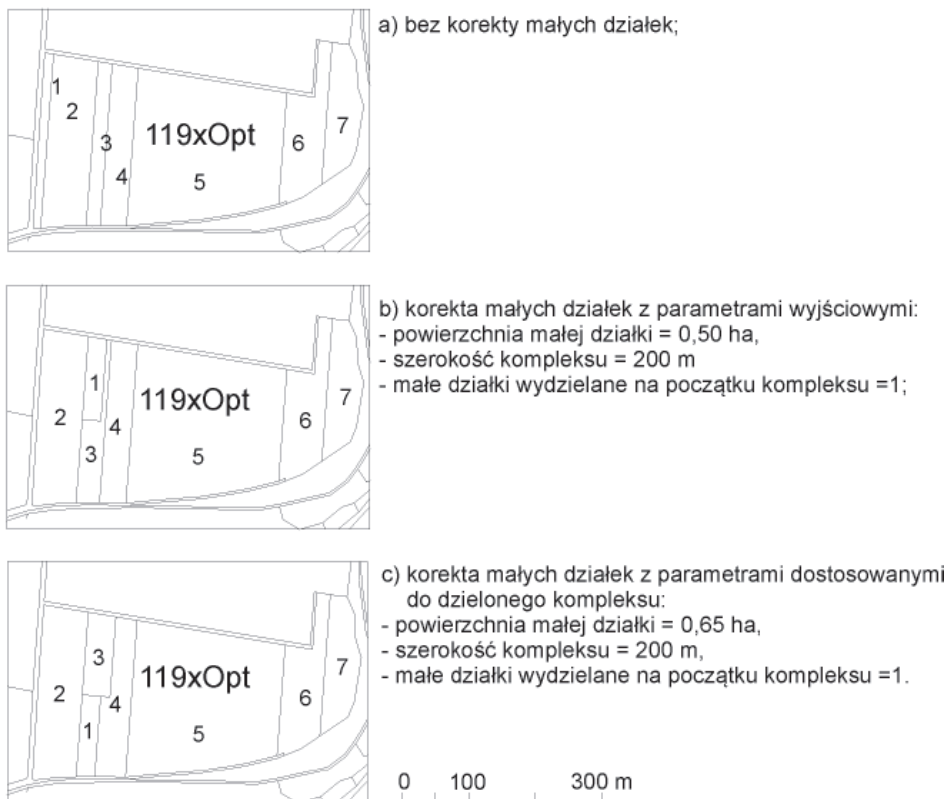 a) bez korekty małych działek;
1
2
3
119xOpt
7
6
4
5
b) korekta małych działek z parametrami wyjściowymi:
- powierzchnia małej działki = 0,50 ha,
- szerokość kompleksu = 200 m
- małe działki wydzielane na początku kompleksu =1;
1
119xOpt
7
2
4
6
3
5
c) korekta małych działek z parametrami dostosowanymi
do dzielonego kompleksu:
- powierzchnia małej działki = 0,65 ha,
- szerokość kompleksu = 200 m,
- małe działki wydzielane na początku kompleksu =1.
3
119xOpt
7
2
4
6
1
5
0 100 300 m